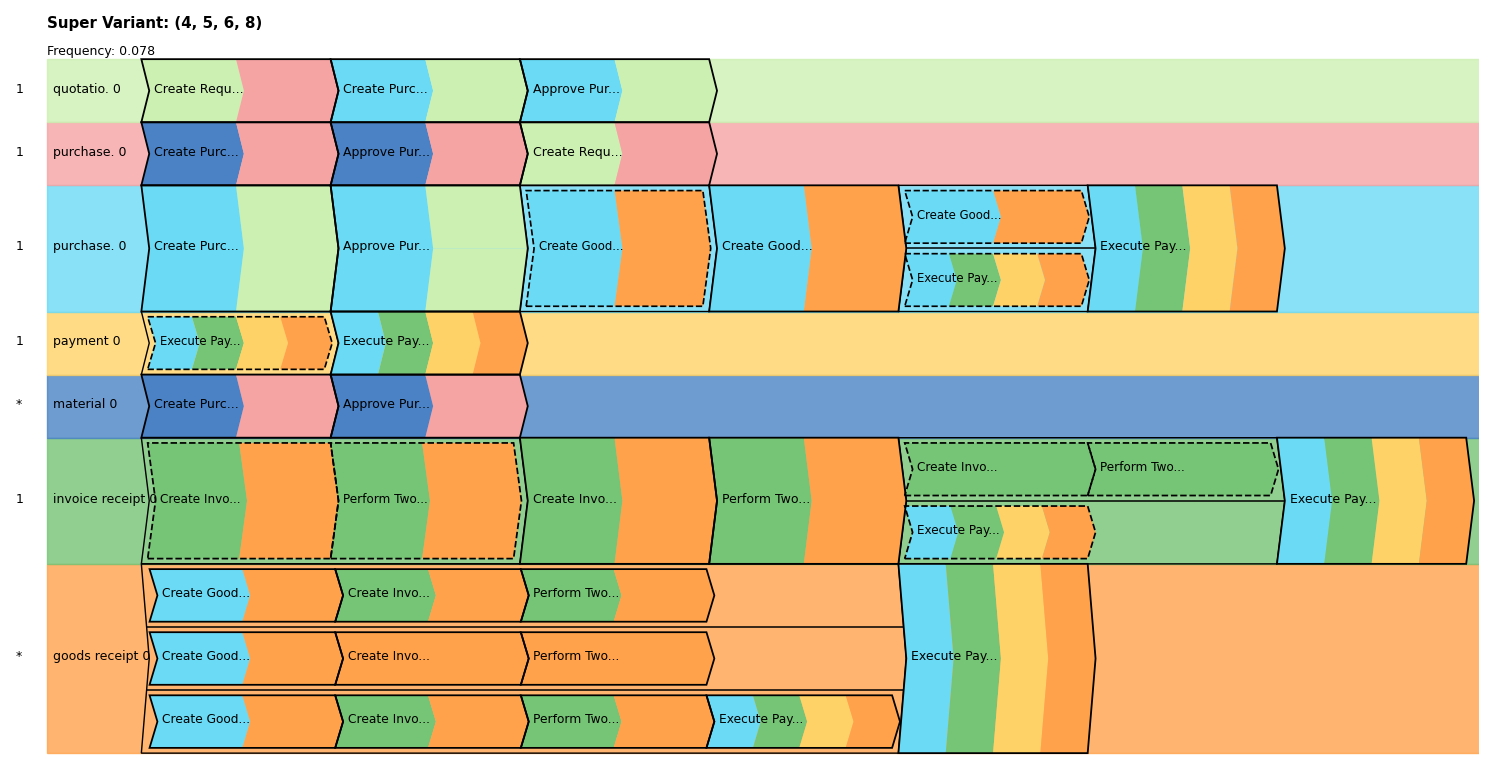 Super Variant: (4, 5, 6, 8)
Frequency: 0.078
1 quotatio. 0 Create Requ... Create Purc... Approve Pur...
1 purchase. 0 Create Purc... Approve Pur... Create Requ...
Create Good...
1 purchase. 0 Create Purc... Approve Pur... Create Good... Create Good... Execute Pay...
Execute Pay...
1 payment 0 Execute Pay... Execute Pay...
* material 0 Create Purc... Approve Pur...
Create Invo... Perform Two...
1 invoice receipt 0 Create Invo... Perform Two... Create Invo... Perform Two... Execute Pay...
Execute Pay...
Create Good... Create Invo... Perform Two...
* goods receipt 0 Create Good... Create Invo... Perform Two... Execute Pay...
Create Good... Create Invo... Perform Two... Execute Pay...